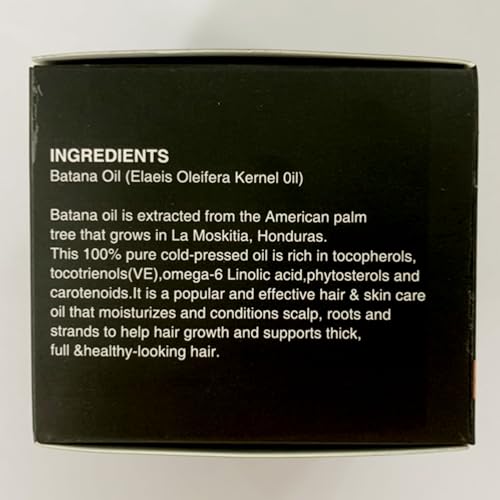 INGREDIENTS
Batana Oil (Elaeis Oleifera Kernel 0il)
Batana oil is extracted from the American palm
tree that grows in La Moskitia, Honduras.
This 100% pure cold-pressed oil is rich in tocopherols,
tocotrienols(VE),omega-6 Linolic acid,phytosterols and
carotenoids.It is a popular and effective hair & skin care
oil that moisturizes and conditions scalp, roots and
strands to help hair growth and supports thick,
full &healthy-looking hair.